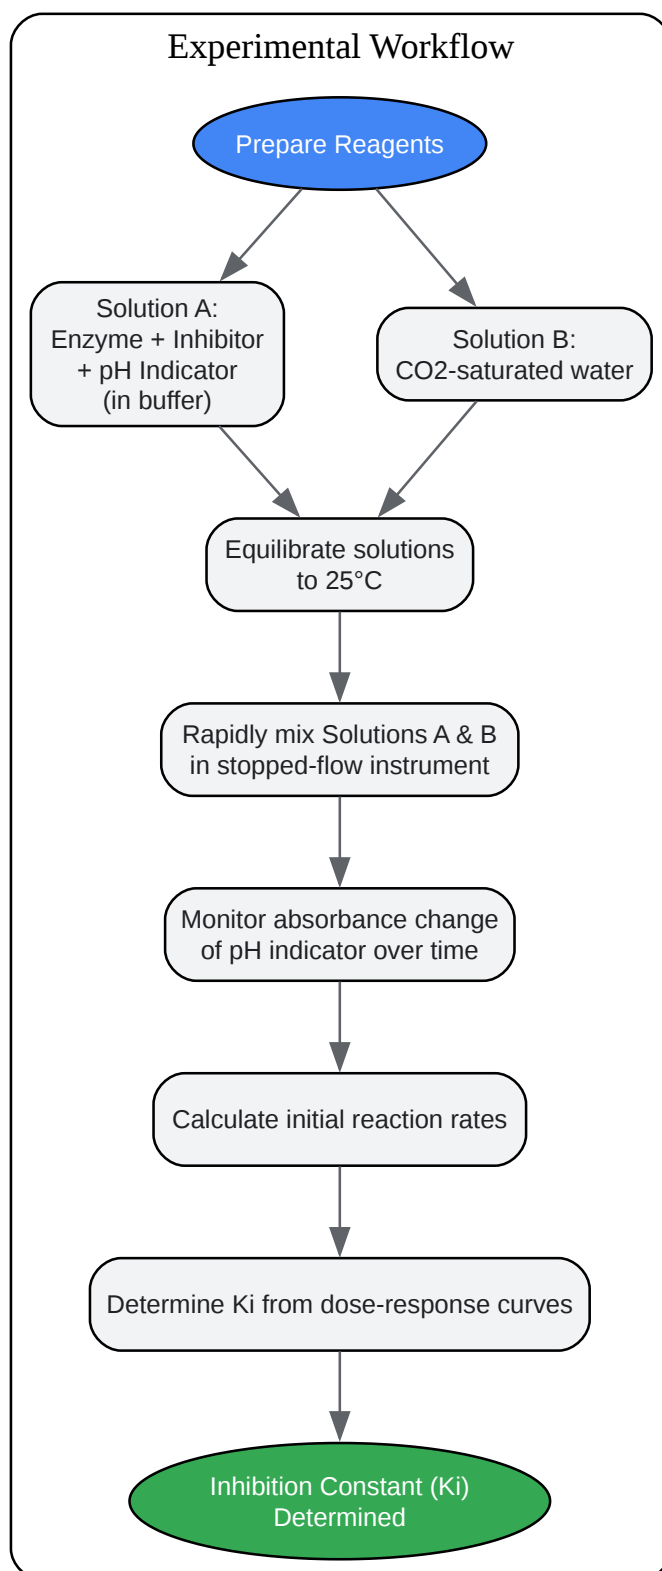 Experimental Workflow
Prepare Reagents
Solution A:
Enzyme + Inhibitor
+ pH Indicator
(in buffer)
Solution B:
CO2-saturated water
Equilibrate solutions
to 25°C
Rapidly mix Solutions A & B
in stopped-flow instrument
Monitor absorbance change
of pH indicator over time
Calculate initial reaction rates
Determine Ki from dose-response curves
Inhibition Constant (Ki)
Determined